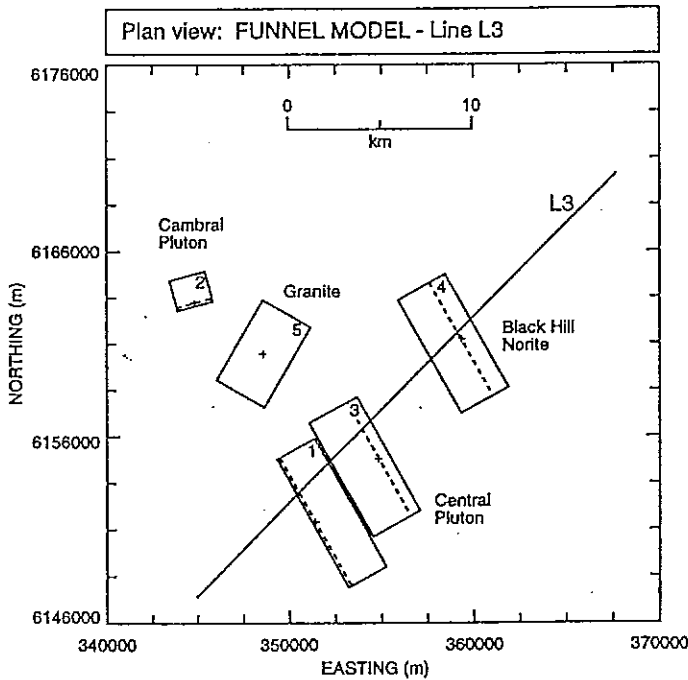 Plan view: FUNNEL MODEL - Line L3
6176000
0
10
km
L3
Cambral
Pluton
6166000
2
Granite
4
5
Black Hill
Norite
NORTHING (m)
6156000
3
1
Central
Pluton
6146000
340000
350000
360000
370000
EASTING (m)